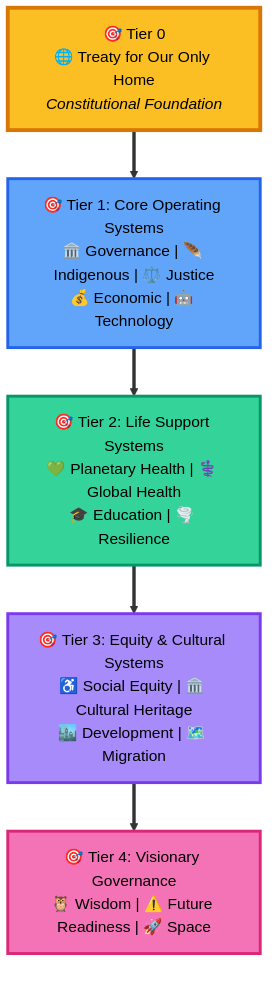 🎯 Tier 0
🌐 Treaty for Our Only
Home
Constitutional Foundation
🎯 Tier 1: Core Operating
Systems
🏛️ Governance | 🪶
Indigenous | ⚖️ Justice
💰 Economic | 🤖
Technology
🎯 Tier 2: Life Support
Systems
💚 Planetary Health | ⚕️
Global Health
🎓 Education | 🌪️
Resilience
🎯 Tier 3: Equity & Cultural
Systems
♿ Social Equity | 🏛️
Cultural Heritage
🏙️ Development | 🗺️
Migration
🎯 Tier 4: Visionary
Governance
🦉 Wisdom | ⚠️ Future
Readiness | 🚀 Space